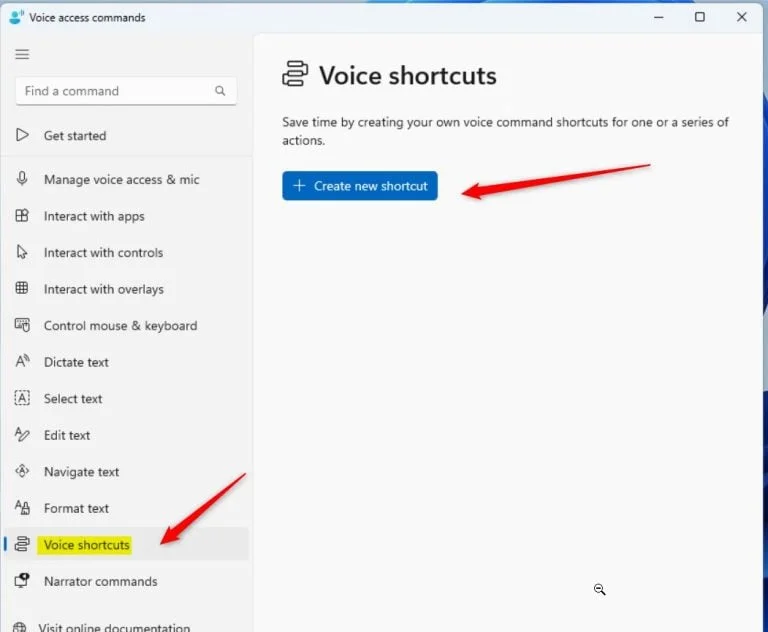 Voice access commands
Find a command
Get started
Manage voice access & mic
Interact with apps
Interact with controls
Interact with overlays
Control mouse & keyboard
Dictate text
Select text
Edit text
Navigate text
Format text
Voice shortcuts
Narrator commands
Visit online documentation
Voice shortcuts
Save time by creating your own voice command shortcuts for one or a series of
actions.
Create new shortcut